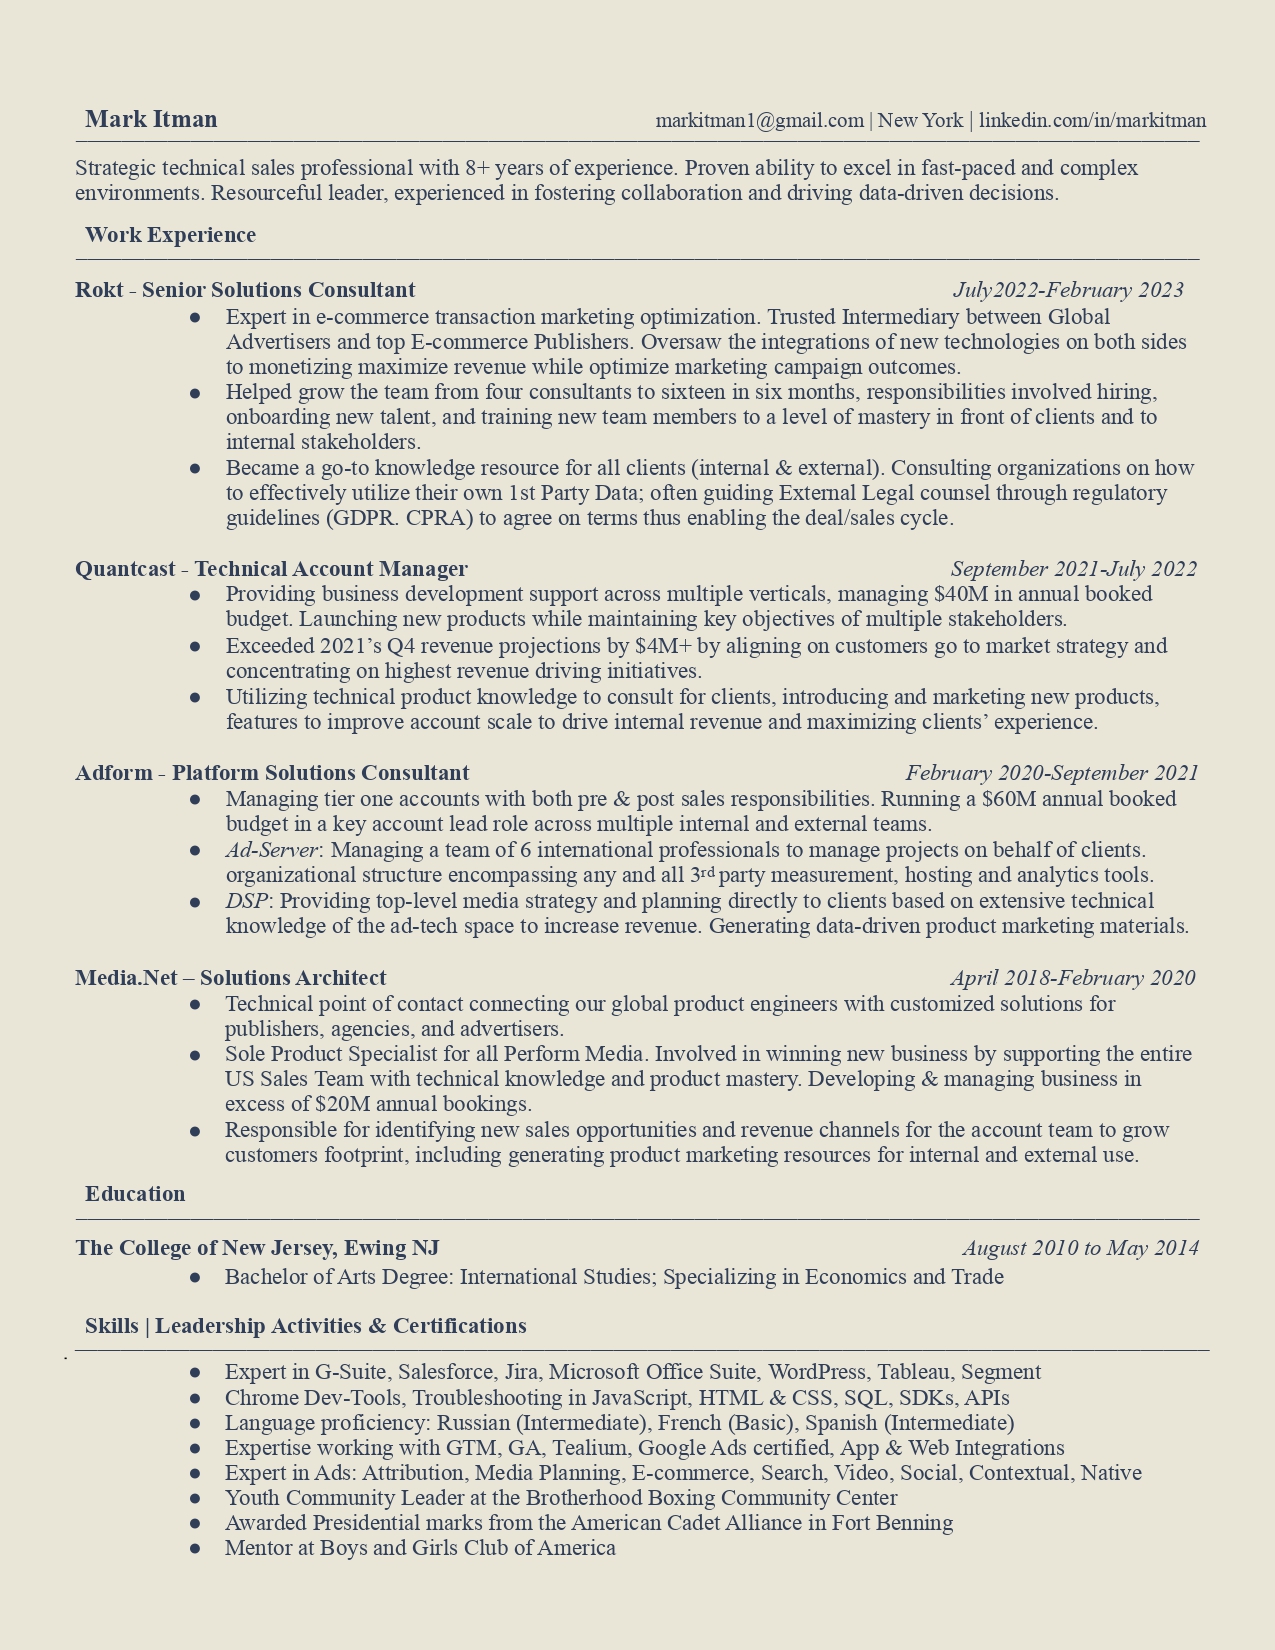 Mark Itman markitman1@gmail.com | New York | linkedin.com/in/markitman
Strategic technical sales professional with 8+ years of experience. Proven ability to excel in fast-paced and complex
environments. Resourceful leader, experienced in fostering collaboration and driving data-driven decisions.
Work Experience
Rokt - Senior Solutions Consultant July2022-February 2023
● Expert in e-commerce transaction marketing optimization. Trusted Intermediary between Global
Advertisers and top E-commerce Publishers. Oversaw the integrations of new technologies on both sides
to monetizing maximize revenue while optimize marketing campaign outcomes.
● Helped grow the team from four consultants to sixteen in six months, responsibilities involved hiring,
onboarding new talent, and training new team members to a level of mastery in front of clients and to
internal stakeholders.
● Became a go-to knowledge resource for all clients (internal & external). Consulting organizations on how
to effectively utilize their own 1st Party Data; often guiding External Legal counsel through regulatory
guidelines (GDPR. CPRA) to agree on terms thus enabling the deal/sales cycle.
Quantcast - Technical Account Manager September 2021-July 2022
● Providing business development support across multiple verticals, managing $40M in annual booked
budget. Launching new products while maintaining key objectives of multiple stakeholders.
● Exceeded 2021’s Q4 revenue projections by $4M+ by aligning on customers go to market strategy and
concentrating on highest revenue driving initiatives.
● Utilizing technical product knowledge to consult for clients, introducing and marketing new products,
features to improve account scale to drive internal revenue and maximizing clients’ experience.
Adform - Platform Solutions Consultant February 2020-September 2021
● Managing tier one accounts with both pre & post sales responsibilities. Running a $60M annual booked
budget in a key account lead role across multiple internal and external teams.
● Ad-Server: Managing a team of 6 international professionals to manage projects on behalf of clients.
organizational structure encompassing any and all 3rd party measurement, hosting and analytics tools.
● DSP: Providing top-level media strategy and planning directly to clients based on extensive technical
knowledge of the ad-tech space to increase revenue. Generating data-driven product marketing materials.
Media.Net – Solutions Architect April 2018-February 2020
● Technical point of contact connecting our global product engineers with customized solutions for
publishers, agencies, and advertisers.
● Sole Product Specialist for all Perform Media. Involved in winning new business by supporting the entire
US Sales Team with technical knowledge and product mastery. Developing & managing business in
excess of $20M annual bookings.
● Responsible for identifying new sales opportunities and revenue channels for the account team to grow
customers footprint, including generating product marketing resources for internal and external use.
Education
The College of New Jersey, Ewing NJ August 2010 to May 2014
● Bachelor of Arts Degree: International Studies; Specializing in Economics and Trade
Skills | Leadership Activities & Certifications
● Expert in G-Suite, Salesforce, Jira, Microsoft Office Suite, WordPress, Tableau, Segment
● Chrome Dev-Tools, Troubleshooting in JavaScript, HTML & CSS, SQL, SDKs, APIs
● Language proficiency: Russian (Intermediate), French (Basic), Spanish (Intermediate)
● Expertise working with GTM, GA, Tealium, Google Ads certified, App & Web Integrations
● Expert in Ads: Attribution, Media Planning, E-commerce, Search, Video, Social, Contextual, Native
● Youth Community Leader at the Brotherhood Boxing Community Center
● Awarded Presidential marks from the American Cadet Alliance in Fort Benning
● Mentor at Boys and Girls Club of America